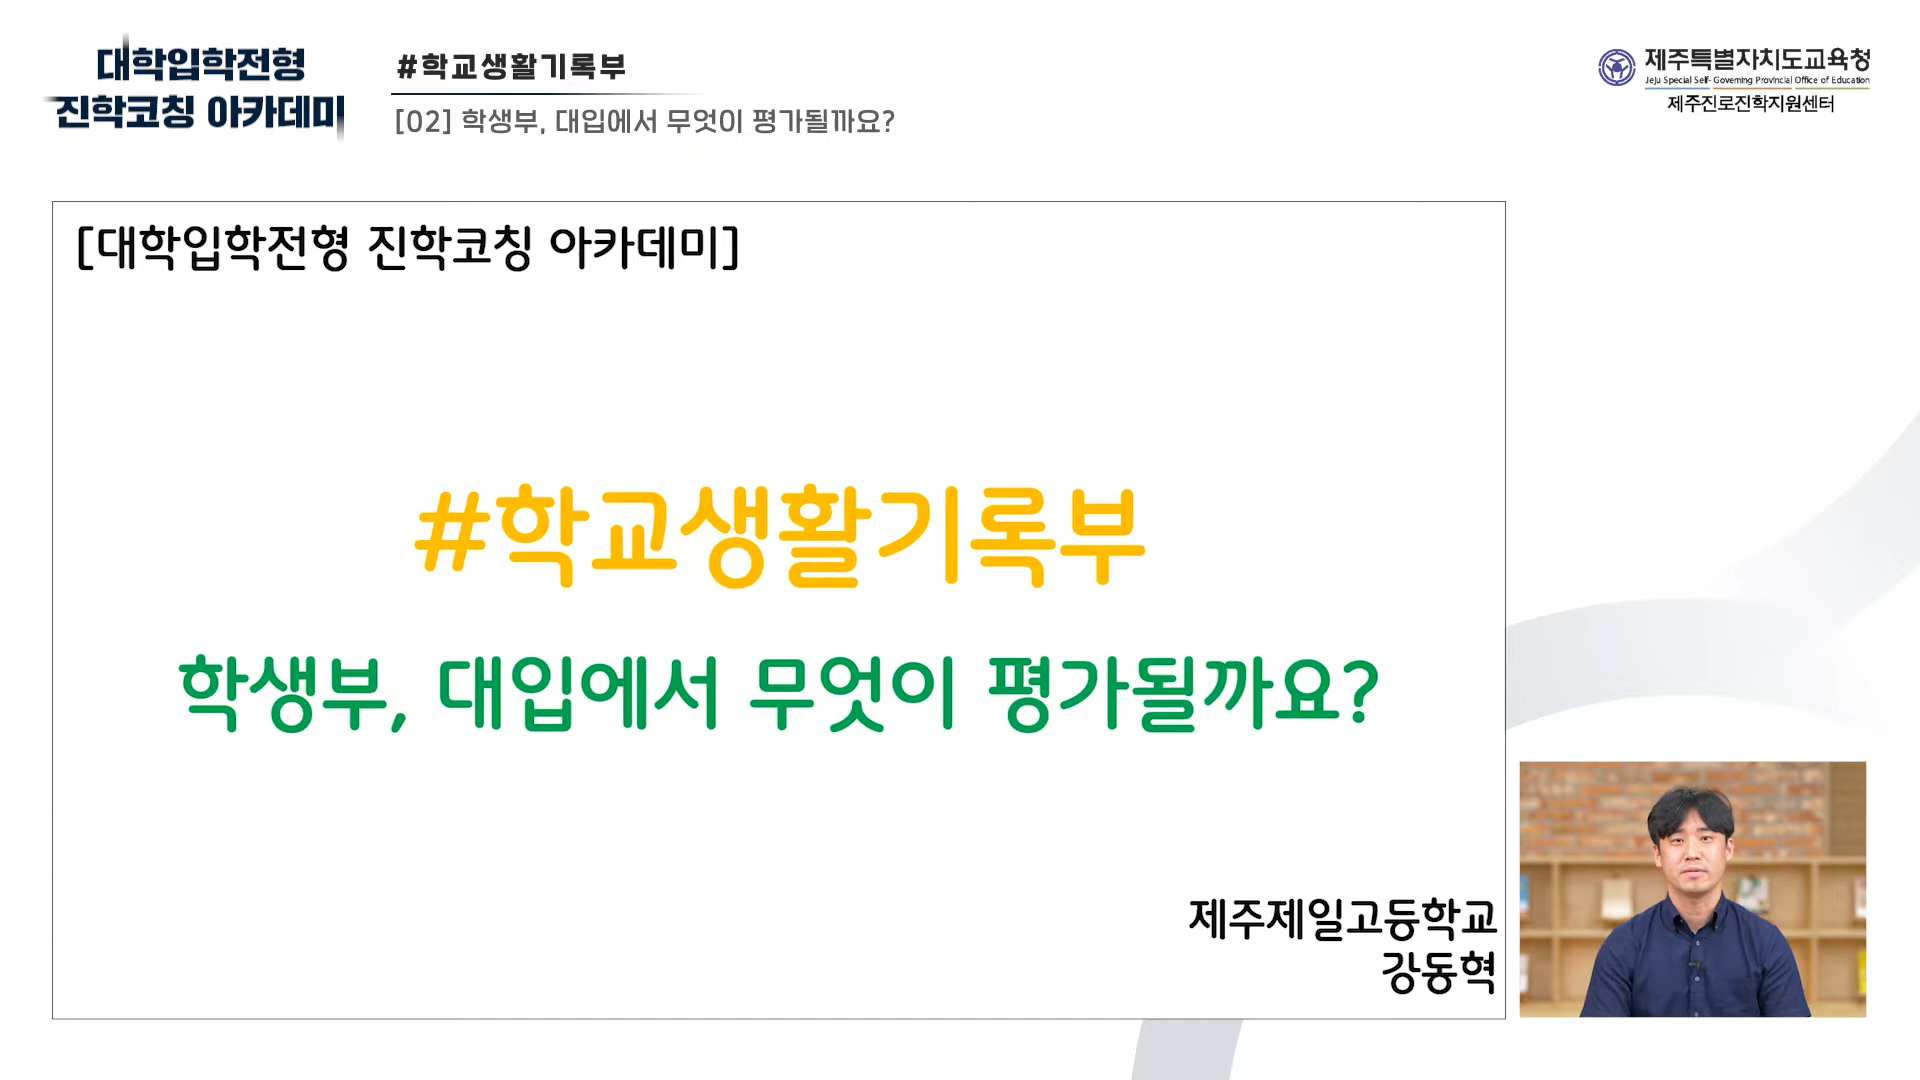 대학입학전형
진학코칭 아카데미
#학교생활기록부
[02] 학생부, 대입에서 무엇이 평가될까요?
제주특별자치도교육청
Jeju Special Self- Governing Provincial Office of Education
제주진로진학지원센터
[대학입학전형 진학코칭 아카데미]
#학교생활기록부
학생부, 대입에서 무엇이 평가될까요?
제주제일고등학교
강동혁